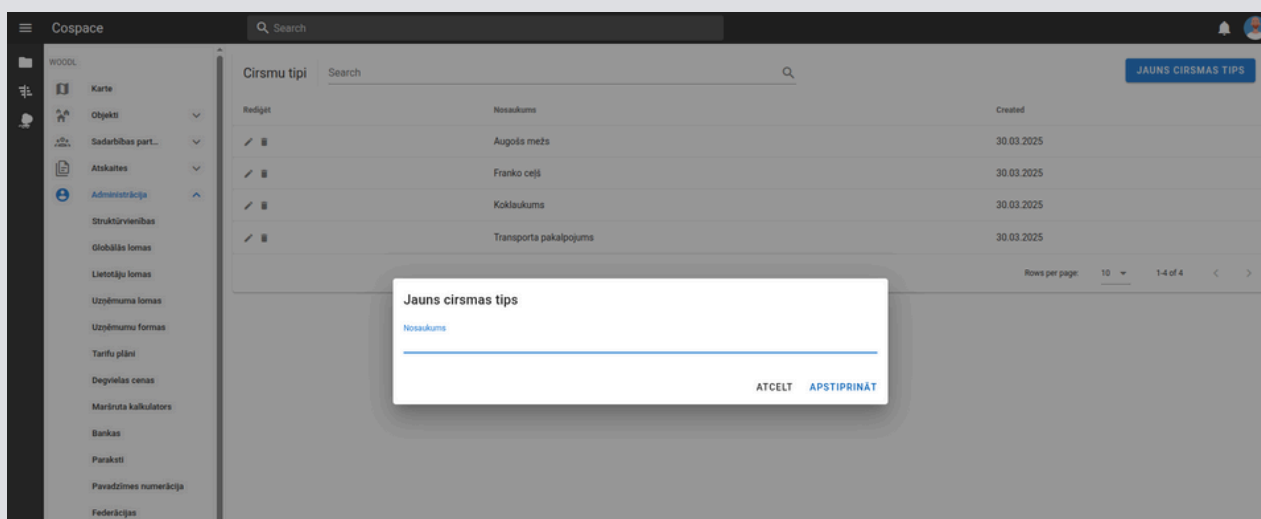 Cospace
Search
WOODL
Karte
Objekti
Sadarbības part...
Atskaites
Administrācija
Struktūrvienības
Globālās lomas
Lietotāju lomas
Uzņēmuma lomas
Uzņēmumu formas
Tarifu plāni
Degvielas cenas
Maršruta kalkulators
Bankas
Paraksti
Pavadzīmes numerācija
Federācijas
Cirsmu tipi
Search
JAUNS CIRSMAS TIPS
Rediģēt Nosaukums Created
Augošs mežs 30.03.2025
Franko ceļš 30.03.2025
Koklaukums 30.03.2025
Transporta pakalpojums 30.03.2025
Rows per page: 10 1-4 of 4
Jauns cirsmas tips
Nosaukums
ATCELT APSTIPRINĀT